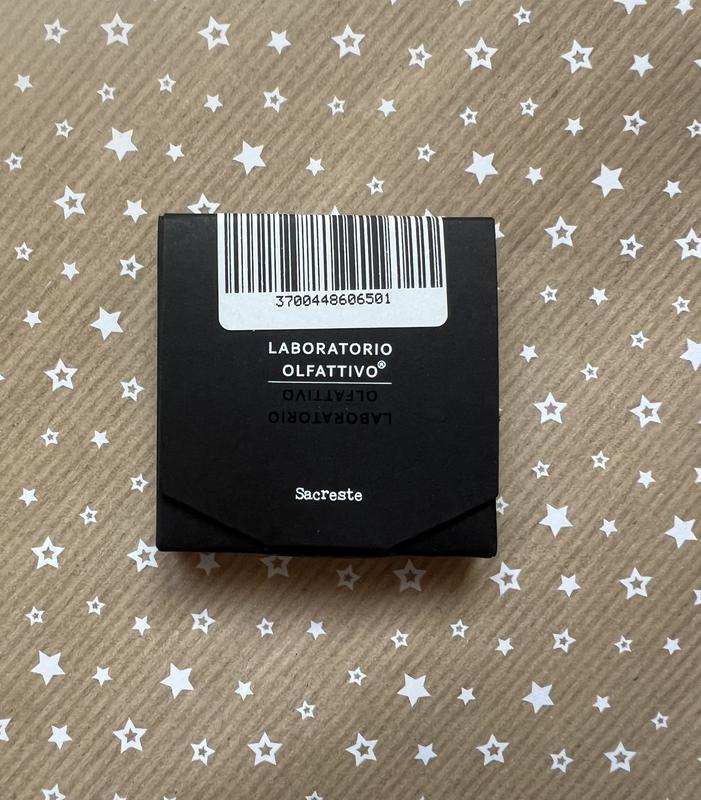 3700448606501
LABORATORIO
OLFATTIVO®
OLFATTIVO
LABORATORIO
Sacreste